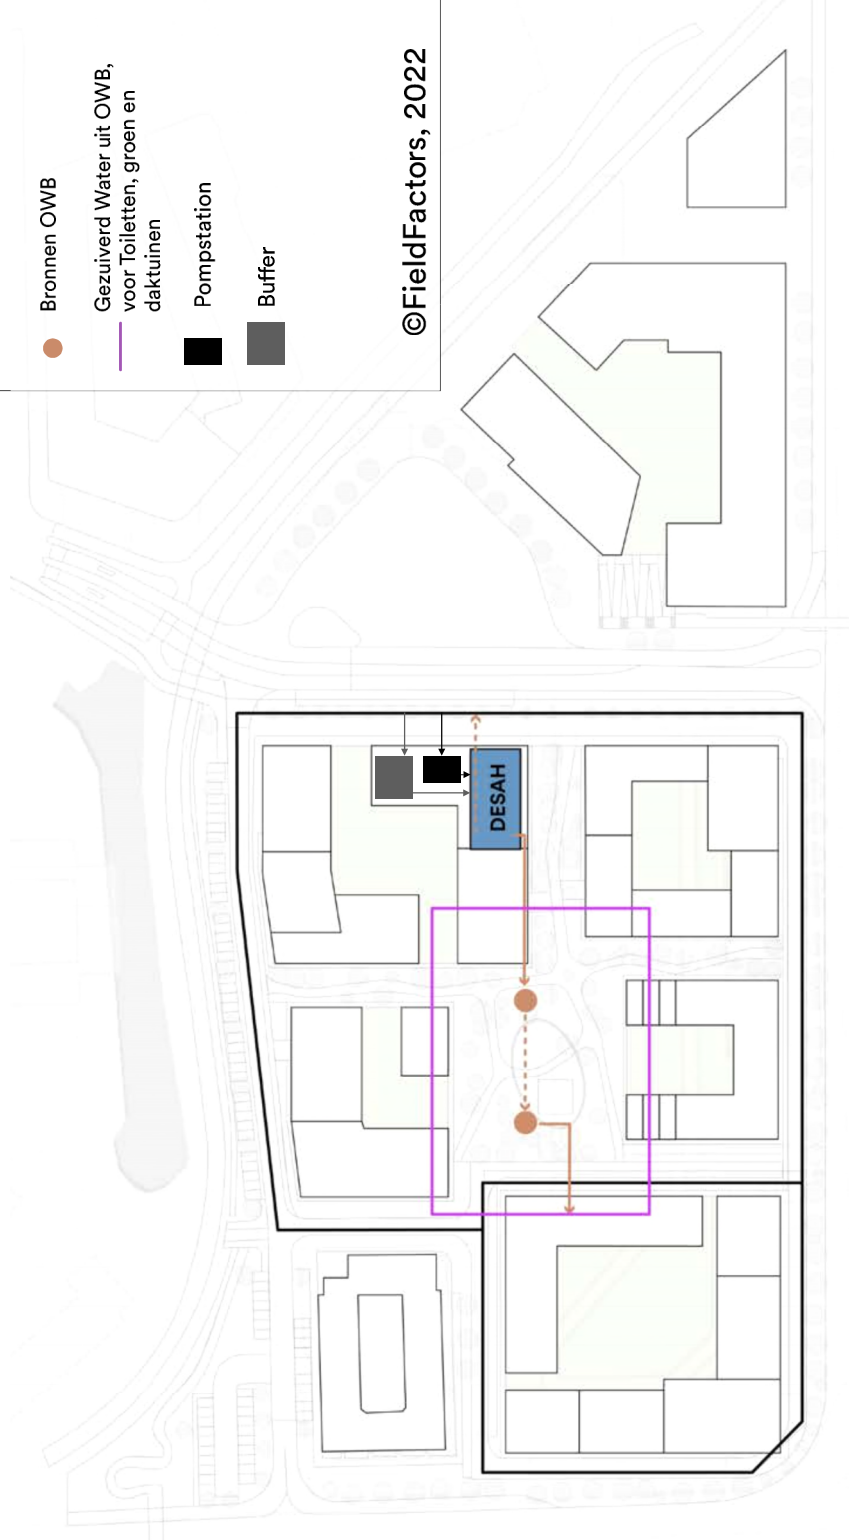 Bronnen OWB
Gezuiverd Water uit OWB,
voor Toiletten, groen en
daktuinen
Pompstation
Buffer
©FieldFactors, 2022
DESAH